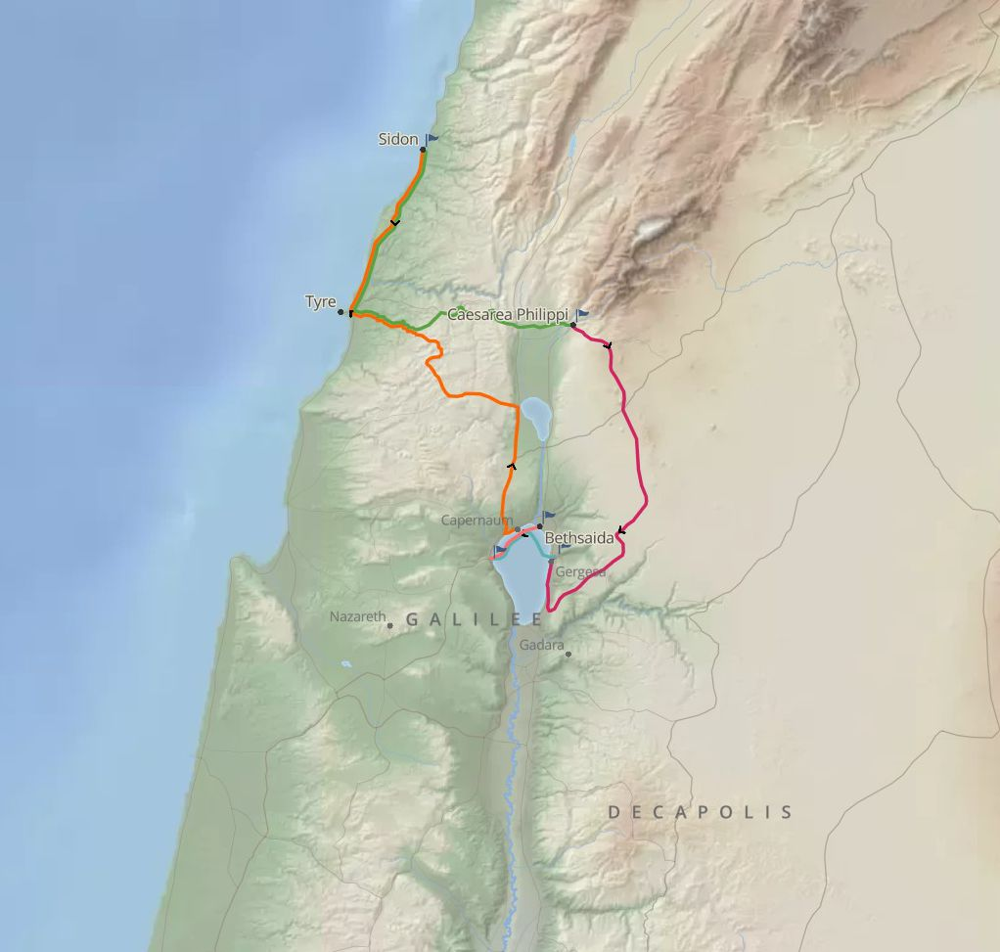 Sidon
Tyre
Caesarea Philippi
Capernaum
Bethsaida
Gergesa
Nazareth
GALILEE
Gadara
DECAPOLIS